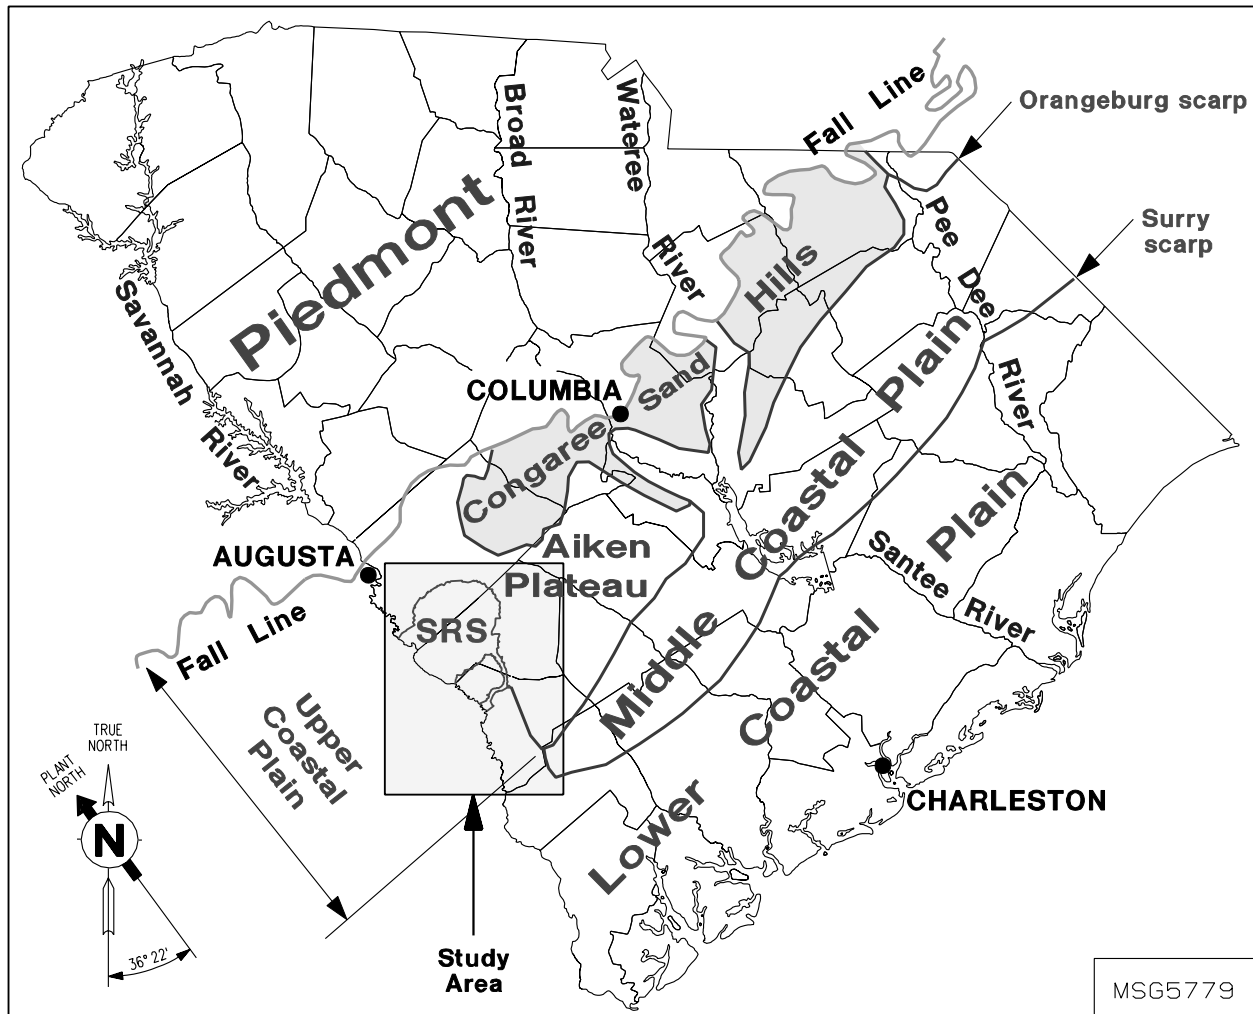 Fall Line
Orangeburg scarp
Surry
scarp
Broad River
Wateree
River
Pee Dee
River
Piedmont
Savannah
River
Sand
Hills
COLUMBIA
Congaree
AUGUSTA
Aiken
Plateau
SRS
Fall Line
Middle Coastal Plain
Lower Coastal Plain
Santee River
Upper
Coastal
Plain
TRUE
NORTH
PLANT
NORTH
N
36° 22'
CHARLESTON
Study
Area
MSG5779